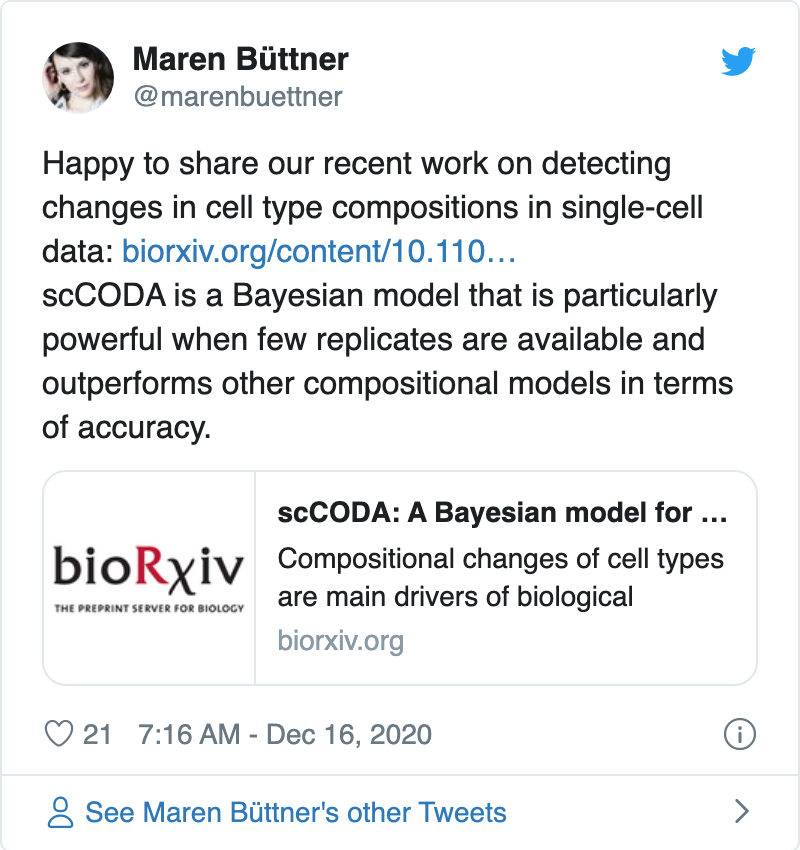 Maren Büttner
@marenbuettner
Happy to share our recent work on detecting
changes in cell type compositions in single-cell
data: biorxiv.org/content/10.110…
scCODA is a Bayesian model that is particularly
powerful when few replicates are available and
outperforms other compositional models in terms
of accuracy.
bioRxiv
THE PREPRINT SERVER FOR BIOLOGY
scCODA: A Bayesian model for ...
Compositional changes of cell types
are main drivers of biological
biorxiv.org
21 7:16 AM - Dec 16, 2020
See Maren Büttner's other Tweets